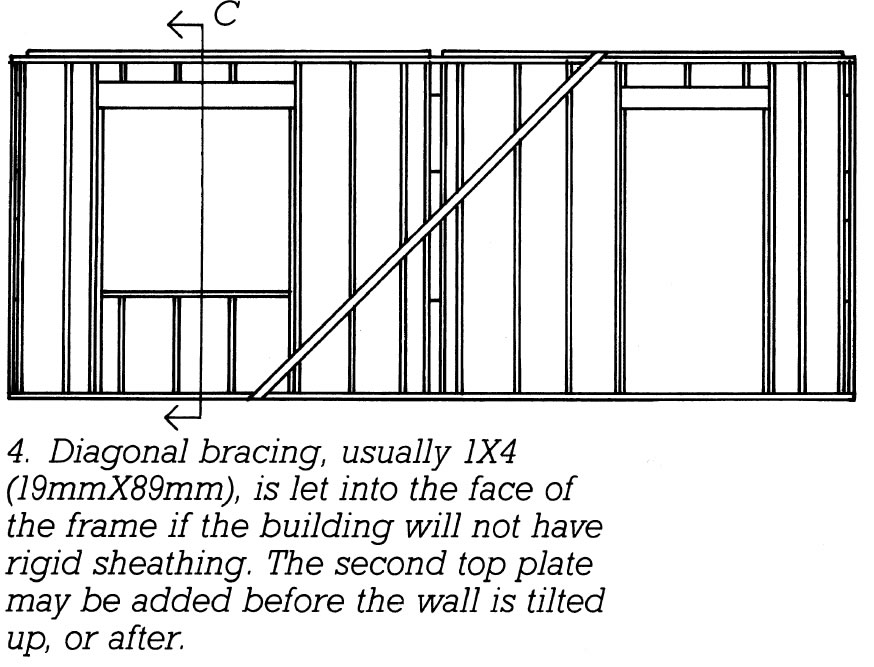 C
4. Diagonal bracing, usually 1X4
(19mmX89mm), is let into the face of
the frame if the building will not have
rigid sheathing. The second top plate
may be added before the wall is tilted
up, or after.